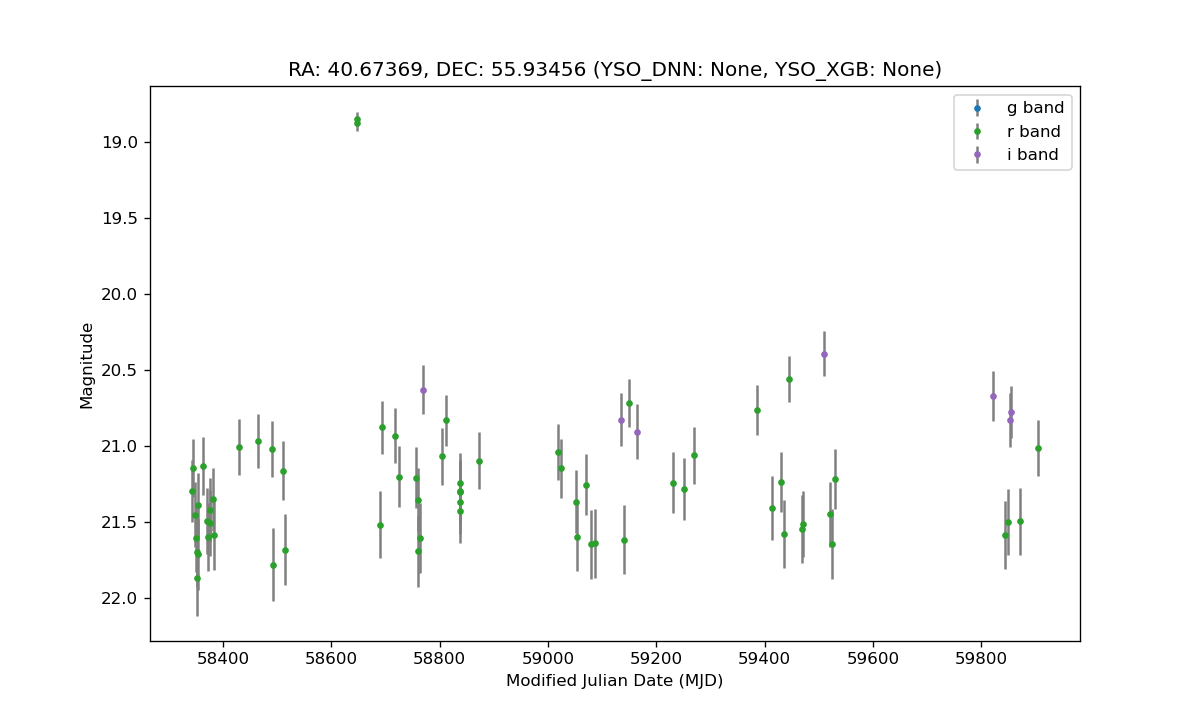 RA: 40.67369, DEC: 55.93456 (YSO_DNN: None, YSO_XGB: None)
g band
r band
i band
19.0
19.5
20.0
20.5
21.0
21.5
22.0
Magnitude
58400 58600 58800 59000 59200 59400 59600 59800
Modified Julian Date (MJD)